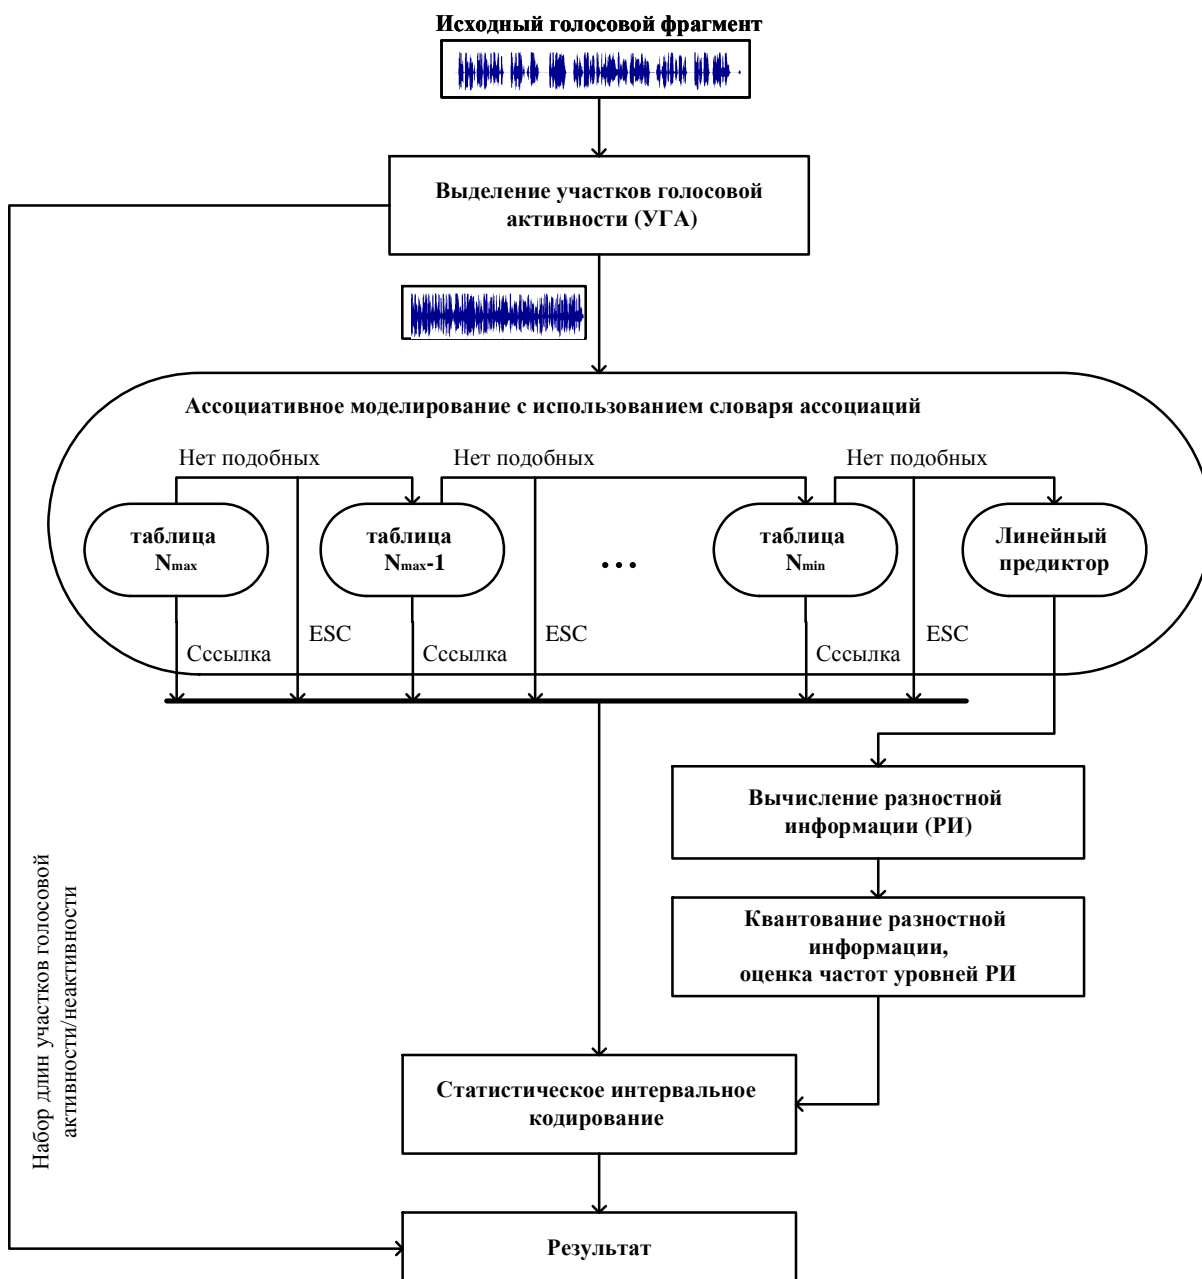 Исходный голосовой фрагмент
Выделение участков голосовой
активности (УГА)
Ассоциативное моделирование с использованием словаря ассоциаций
Нет подобных
Нет подобных
Нет подобных
таблица
Nmax
таблица
Nmax-1
...
таблица
Nmin
Линейный
предиктор
Сссылка
ESC
Сссылка
ESC
Сссылка
ESC
Вычисление разностной
информации (РИ)
Квантование разностной
информации,
оценка частот уровней РИ
Набор длин участков голосовой
активности/неактивности
Статистическое интервальное
кодирование
Результат